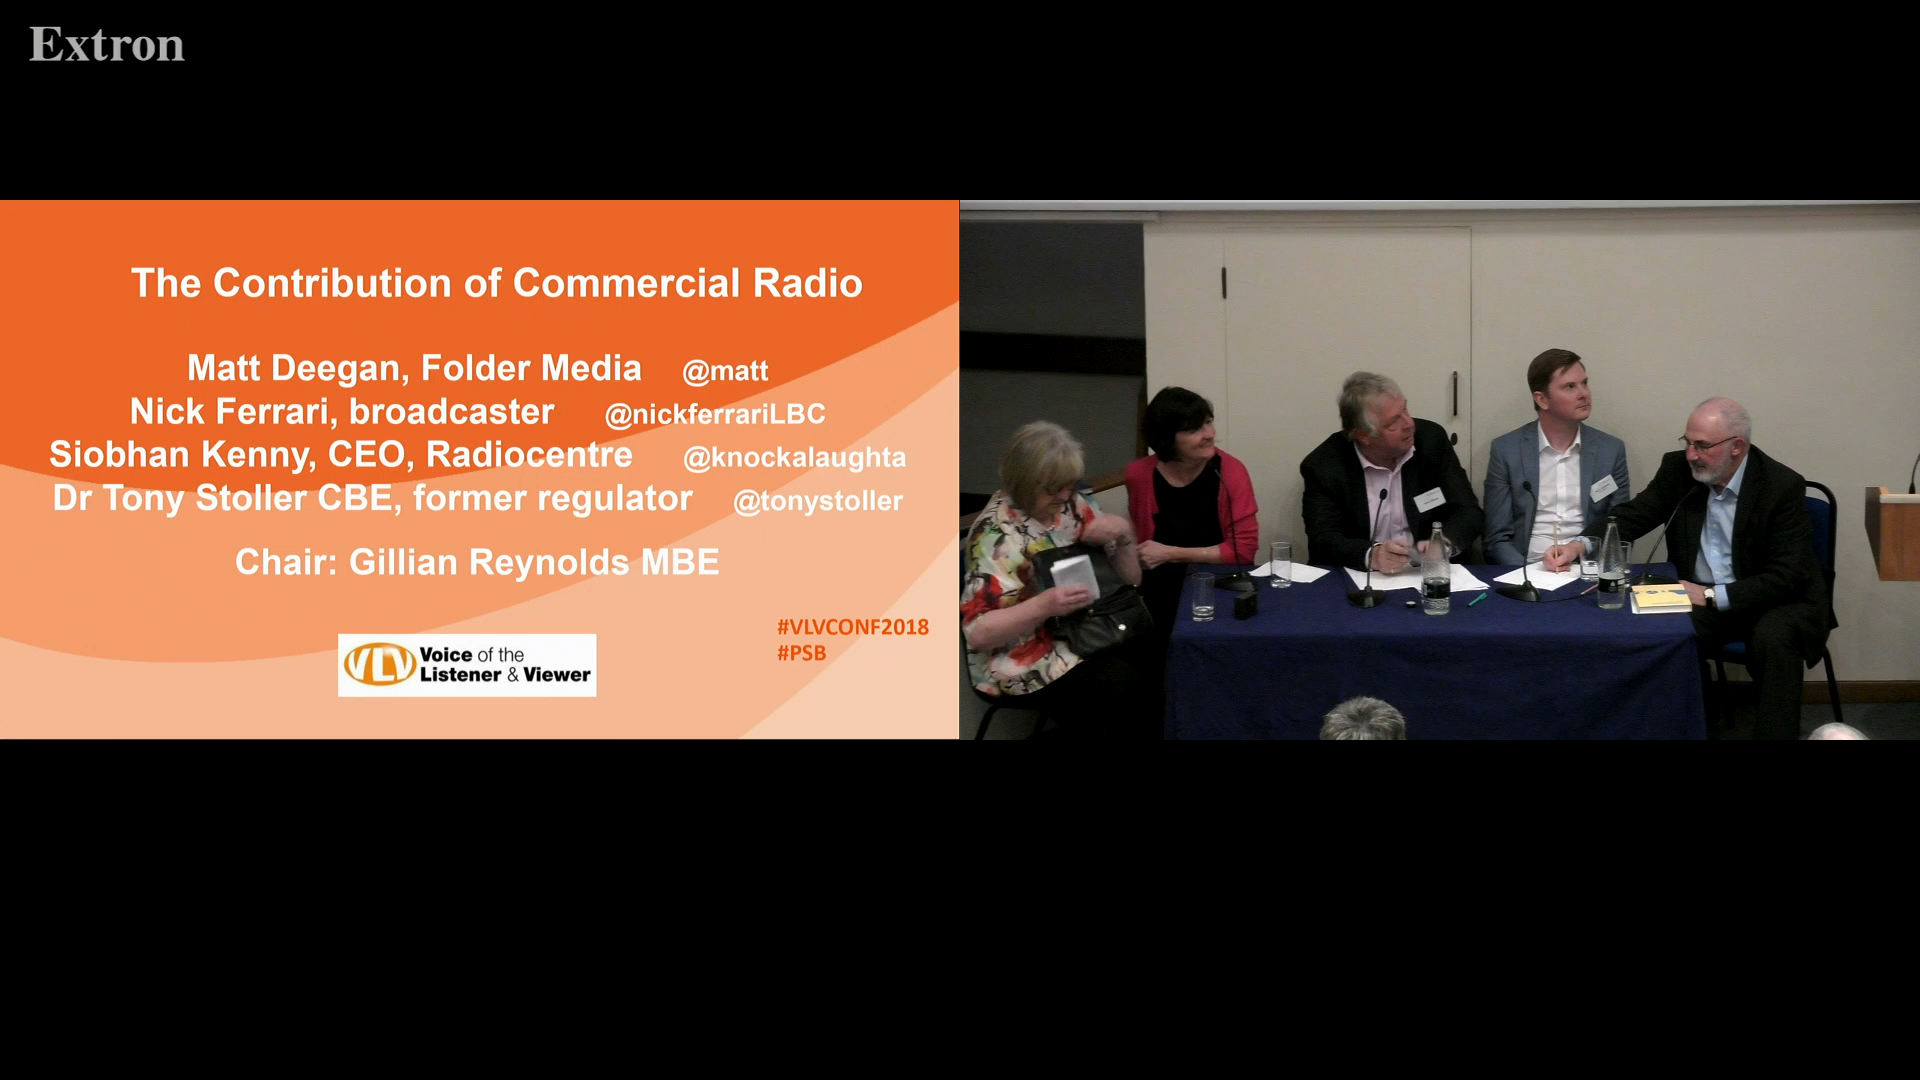 Extron
The Contribution of Commercial Radio
Matt Deegan, Folder Media @matt
Nick Ferrari, broadcaster @nickferrariLBC
Siobhan Kenny, CEO, Radiocentre @knockalaughta
Dr Tony Stoller CBE, former regulator @tonystoller
Chair: Gillian Reynolds MBE
#VLVCONF2018
#PSB
VLV Voice of the
Listener & Viewer